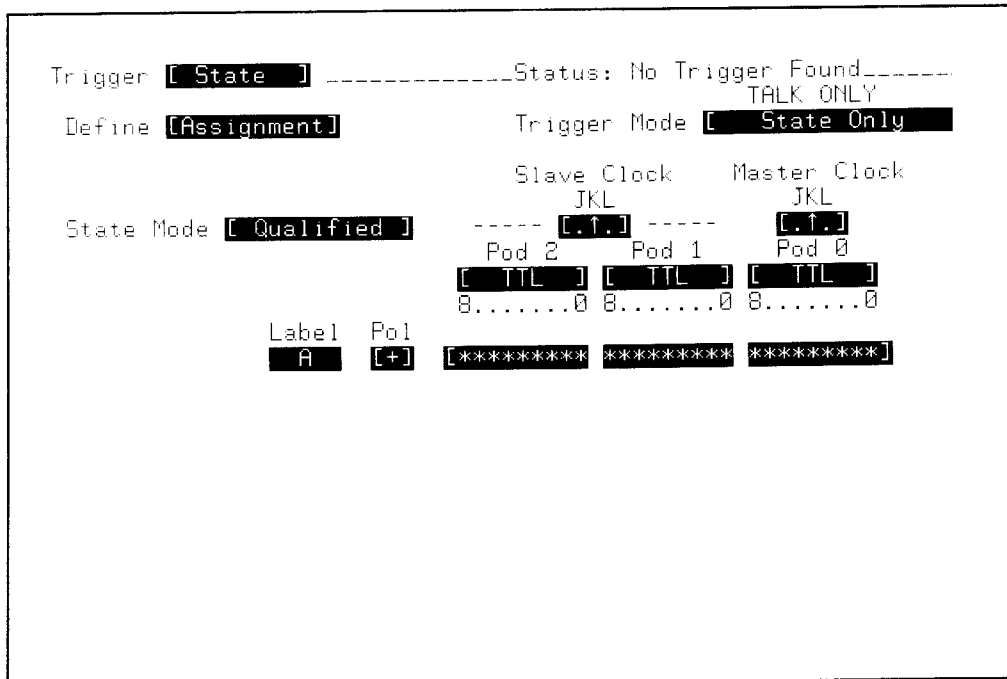 Trigger [ State ] _____________Status: No Trigger Found______
TALK ONLY
Define [Assignment] Trigger Mode [ State Only
Slave Clock Master Clock
JKL JKL
State Mode [ Qualified ] ----- [.↑.] ----- [.↑.]
Pod 2 Pod 1 Pod 0
[ TTL ] [ TTL ] [ TTL ]
8.......0 8.......0 8.......0
Label Pol
A [+] [********* ********* *********]